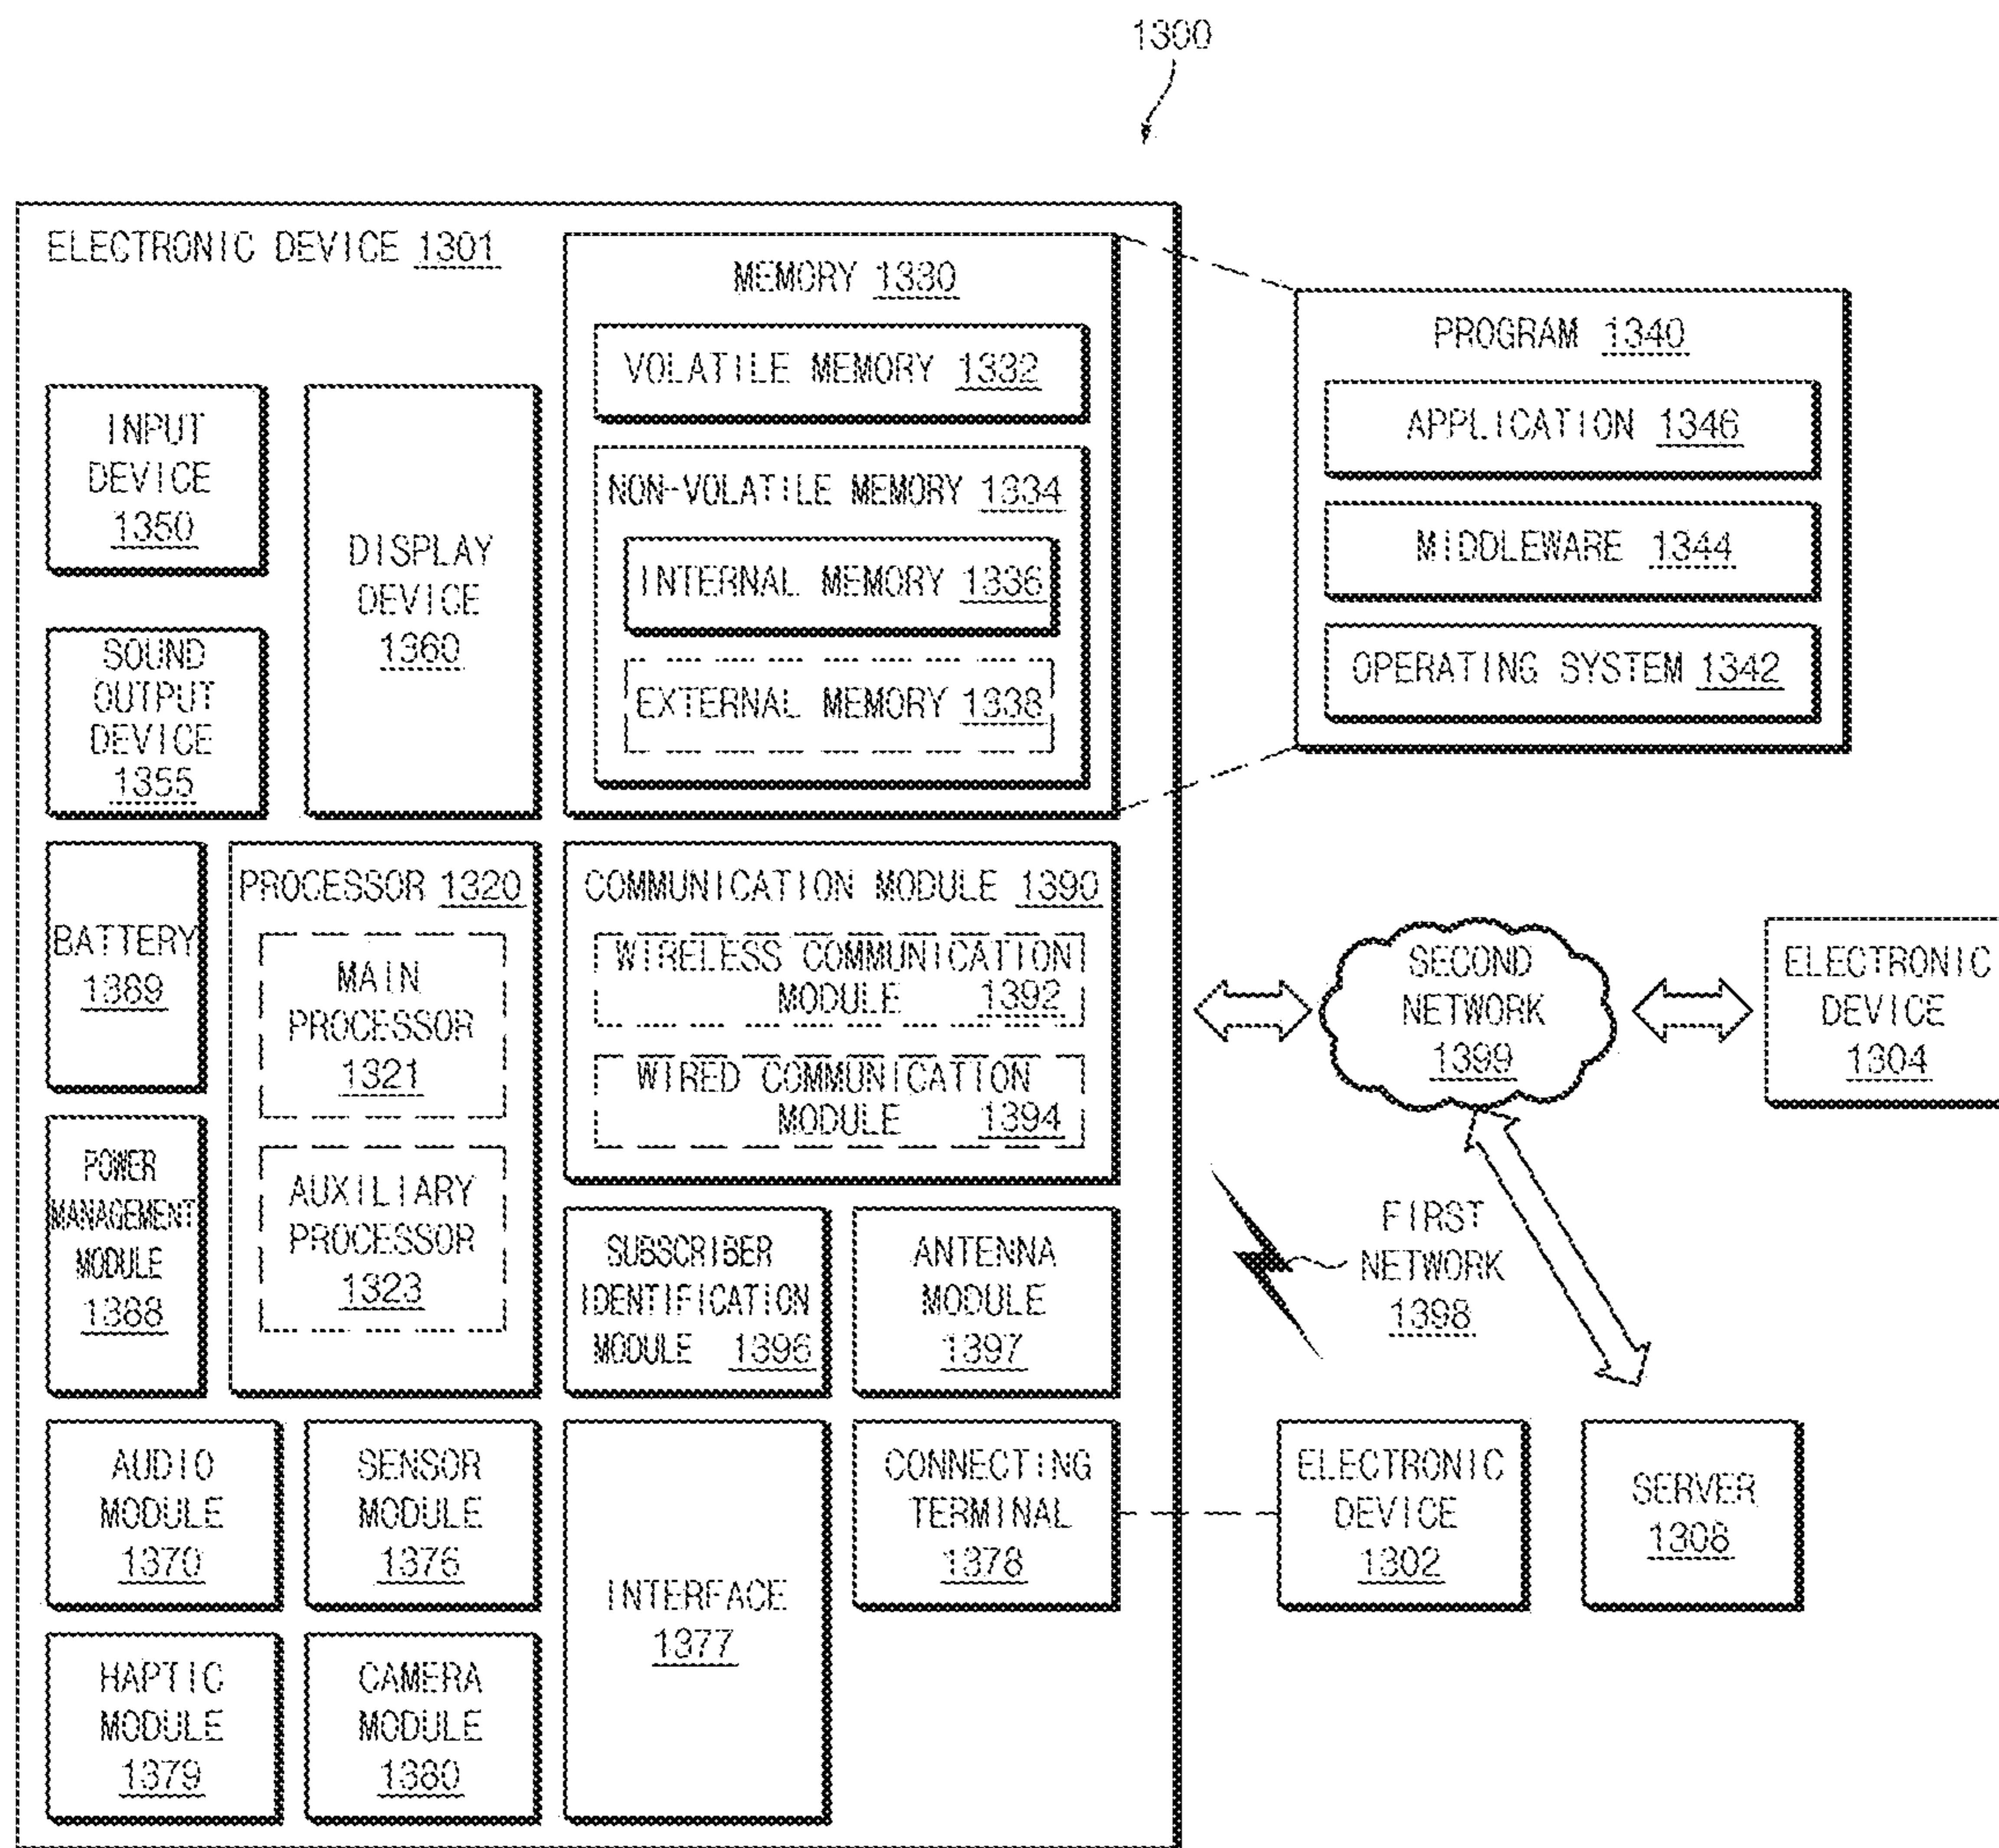 1300
ELECTRONIC DEVICE 1301
MEMORY 1330
VOLATILE MEMORY 1332
NON-VOLATILE MEMORY 1334
INTERNAL MEMORY 1336
EXTERNAL MEMORY 1338
INPUT
DEVICE
1350
DISPLAY
DEVICE
1360
SOUND
OUTPUT
DEVICE
1355
PROGRAM 1340
APPLICATION 1346
MIDDLEWARE 1344
OPERATING SYSTEM 1342
BATTERY
1389
PROCESSOR 1320
MAIN
PROCESSOR
1321
AUXILIARY
PROCESSOR
1323
COMMUNICATION MODULE 1390
WIRELESS COMMUNICATION
MODULE 1392
WIRED COMMUNICATION
MODULE 1394
SECOND
NETWORK
1399
ELECTRONIC
DEVICE
1304
POWER
MANAGEMENT
MODULE
1388
SUBSCRIBER
IDENTIFICATION
MODULE 1396
ANTENNA
MODULE
1397
FIRST
NETWORK
1398
AUDIO
MODULE
1370
SENSOR
MODULE
1376
INTERFACE
1377
CONNECTING
TERMINAL
1378
ELECTRONIC
DEVICE
1302
SERVER
1308
HAPTIC
MODULE
1379
CAMERA
MODULE
1380